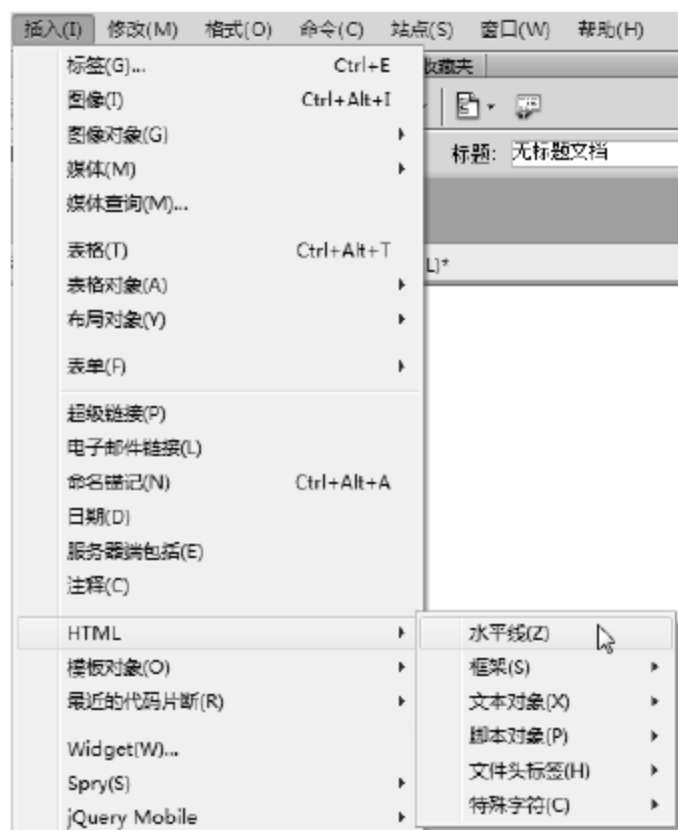 插入(I) 修改(M) 格式(O) 命令(C) 站点(S) 窗口(W) 帮助(H)
标签(G)... Ctrl+E
收藏夹
图像(I) Ctrl+Alt+I
图像对象(G)
标题: 无标题文档
媒体(M)
媒体查询(M)...
表格(T) Ctrl+Alt+T
L)*
表格对象(A)
布局对象(Y)
表单(F)
超级链接(P)
电子邮件链接(L)
命名锚记(N) Ctrl+Alt+A
日期(D)
服务器端包括(E)
注释(C)
HTML 水平线(Z)
模板对象(O) 框架(S)
最近的代码片断(R) 文本对象(X)
脚本对象(P)
Widget(W)...
文件头标签(H)
Spry(S)
特殊字符(C)
jQuery Mobile